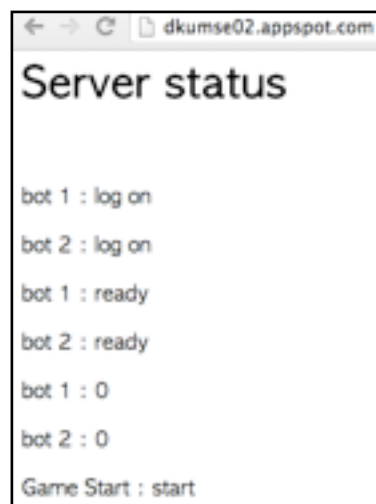 dkumse02.appspot.com
Server status
bot 1 : log on
bot 2 : log on
bot 1 : ready
bot 2 : ready
bot 1 : 0
bot 2 : 0
Game Start : start